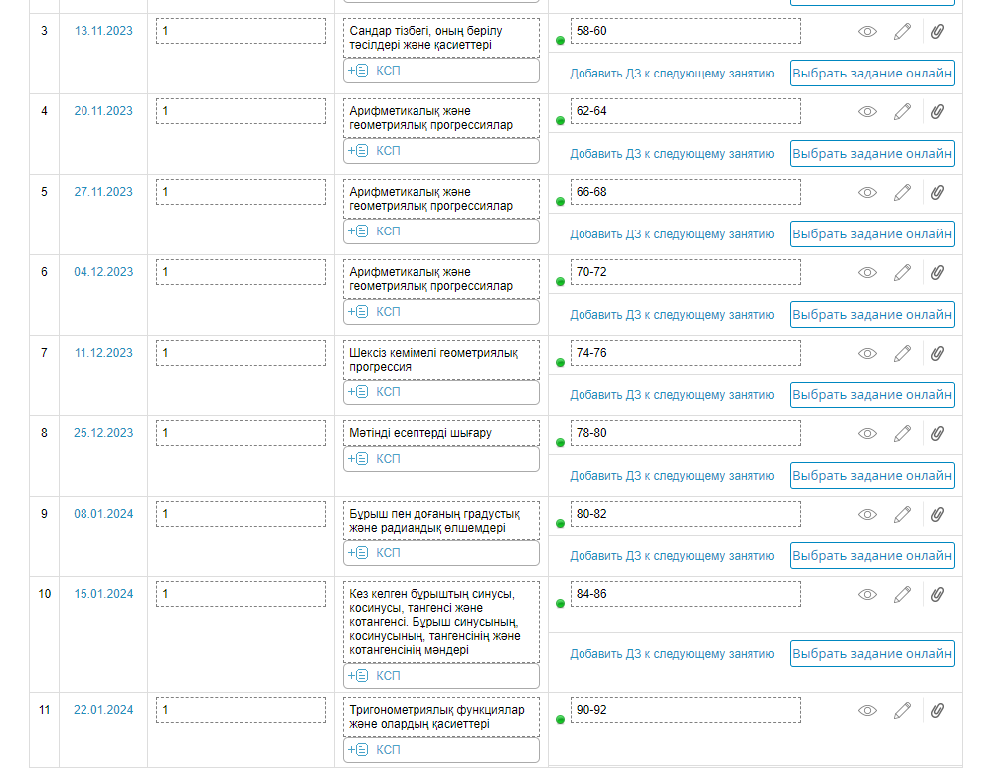 3 13.11.2023 1 Сандар тізбегі, оның берілу 58-60
тәсілдері және қасиеттері
КСП Добавить ДЗ к следующему занятию Выбрать задание онлайн
4 20.11.2023 1 Арифметикалық және 62-64
геометриялық прогрессиялар
КСП Добавить ДЗ к следующему занятию Выбрать задание онлайн
5 27.11.2023 1 Арифметикалық және 66-68
геометриялық прогрессиялар
КСП Добавить ДЗ к следующему занятию Выбрать задание онлайн
6 04.12.2023 1 Арифметикалық және 70-72
геометриялық прогрессиялар
КСП Добавить ДЗ к следующему занятию Выбрать задание онлайн
7 11.12.2023 1 Шексіз кемімелі геометриялық 74-76
прогрессия
КСП Добавить ДЗ к следующему занятию Выбрать задание онлайн
8 25.12.2023 1 Мәтінді есептерді шығару 78-80
КСП Добавить ДЗ к следующему занятию Выбрать задание онлайн
9 08.01.2024 1 Бұрыш пен доғаның градустық 80-82
және радиандық өлшемдері
КСП Добавить ДЗ к следующему занятию Выбрать задание онлайн
10 15.01.2024 1 Кез келген бұрыштың синусы, 84-86
косинусы, тангенсі және
котангенсі. Бұрыш синусының,
косинусының, тангенсінің және
котангенсінің мәндері
КСП Добавить ДЗ к следующему занятию Выбрать задание онлайн
11 22.01.2024 1 Тригонометриялық функциялар 90-92
және олардың қасиеттері
КСП